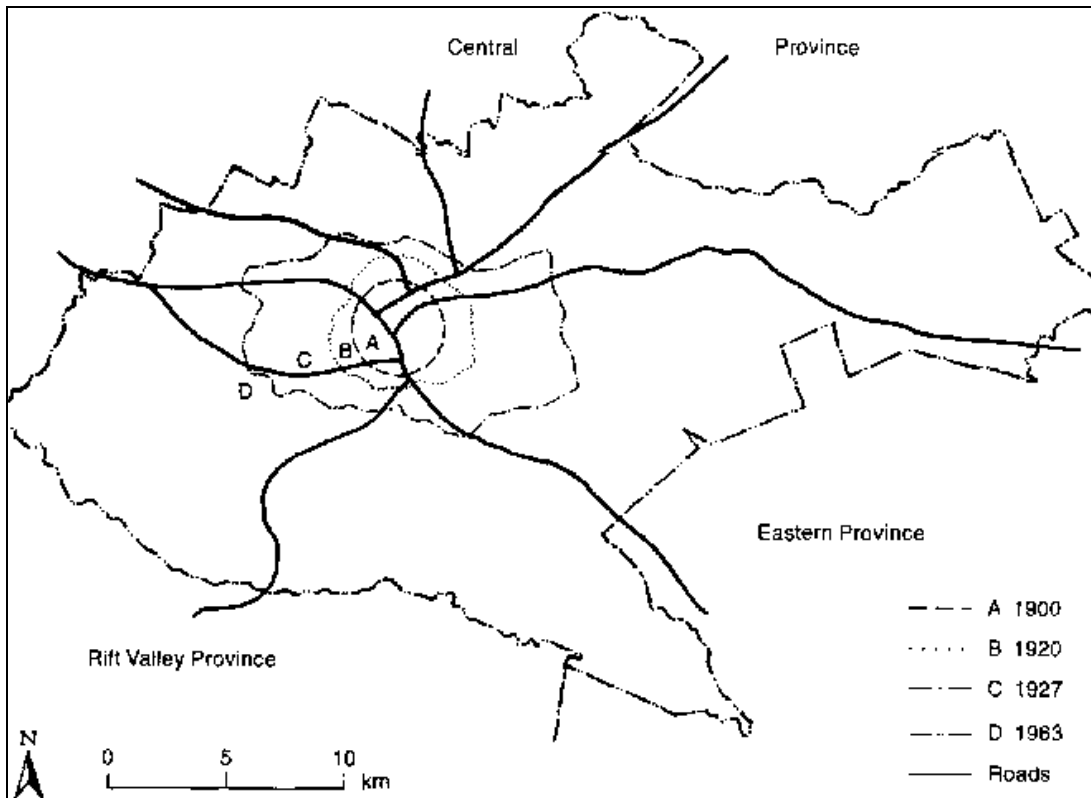 Central Province
A
B
C
D
Eastern Province
Rift Valley Province
A 1900
B 1920
C 1927
D 1963
Roads
N
0 5 10
km